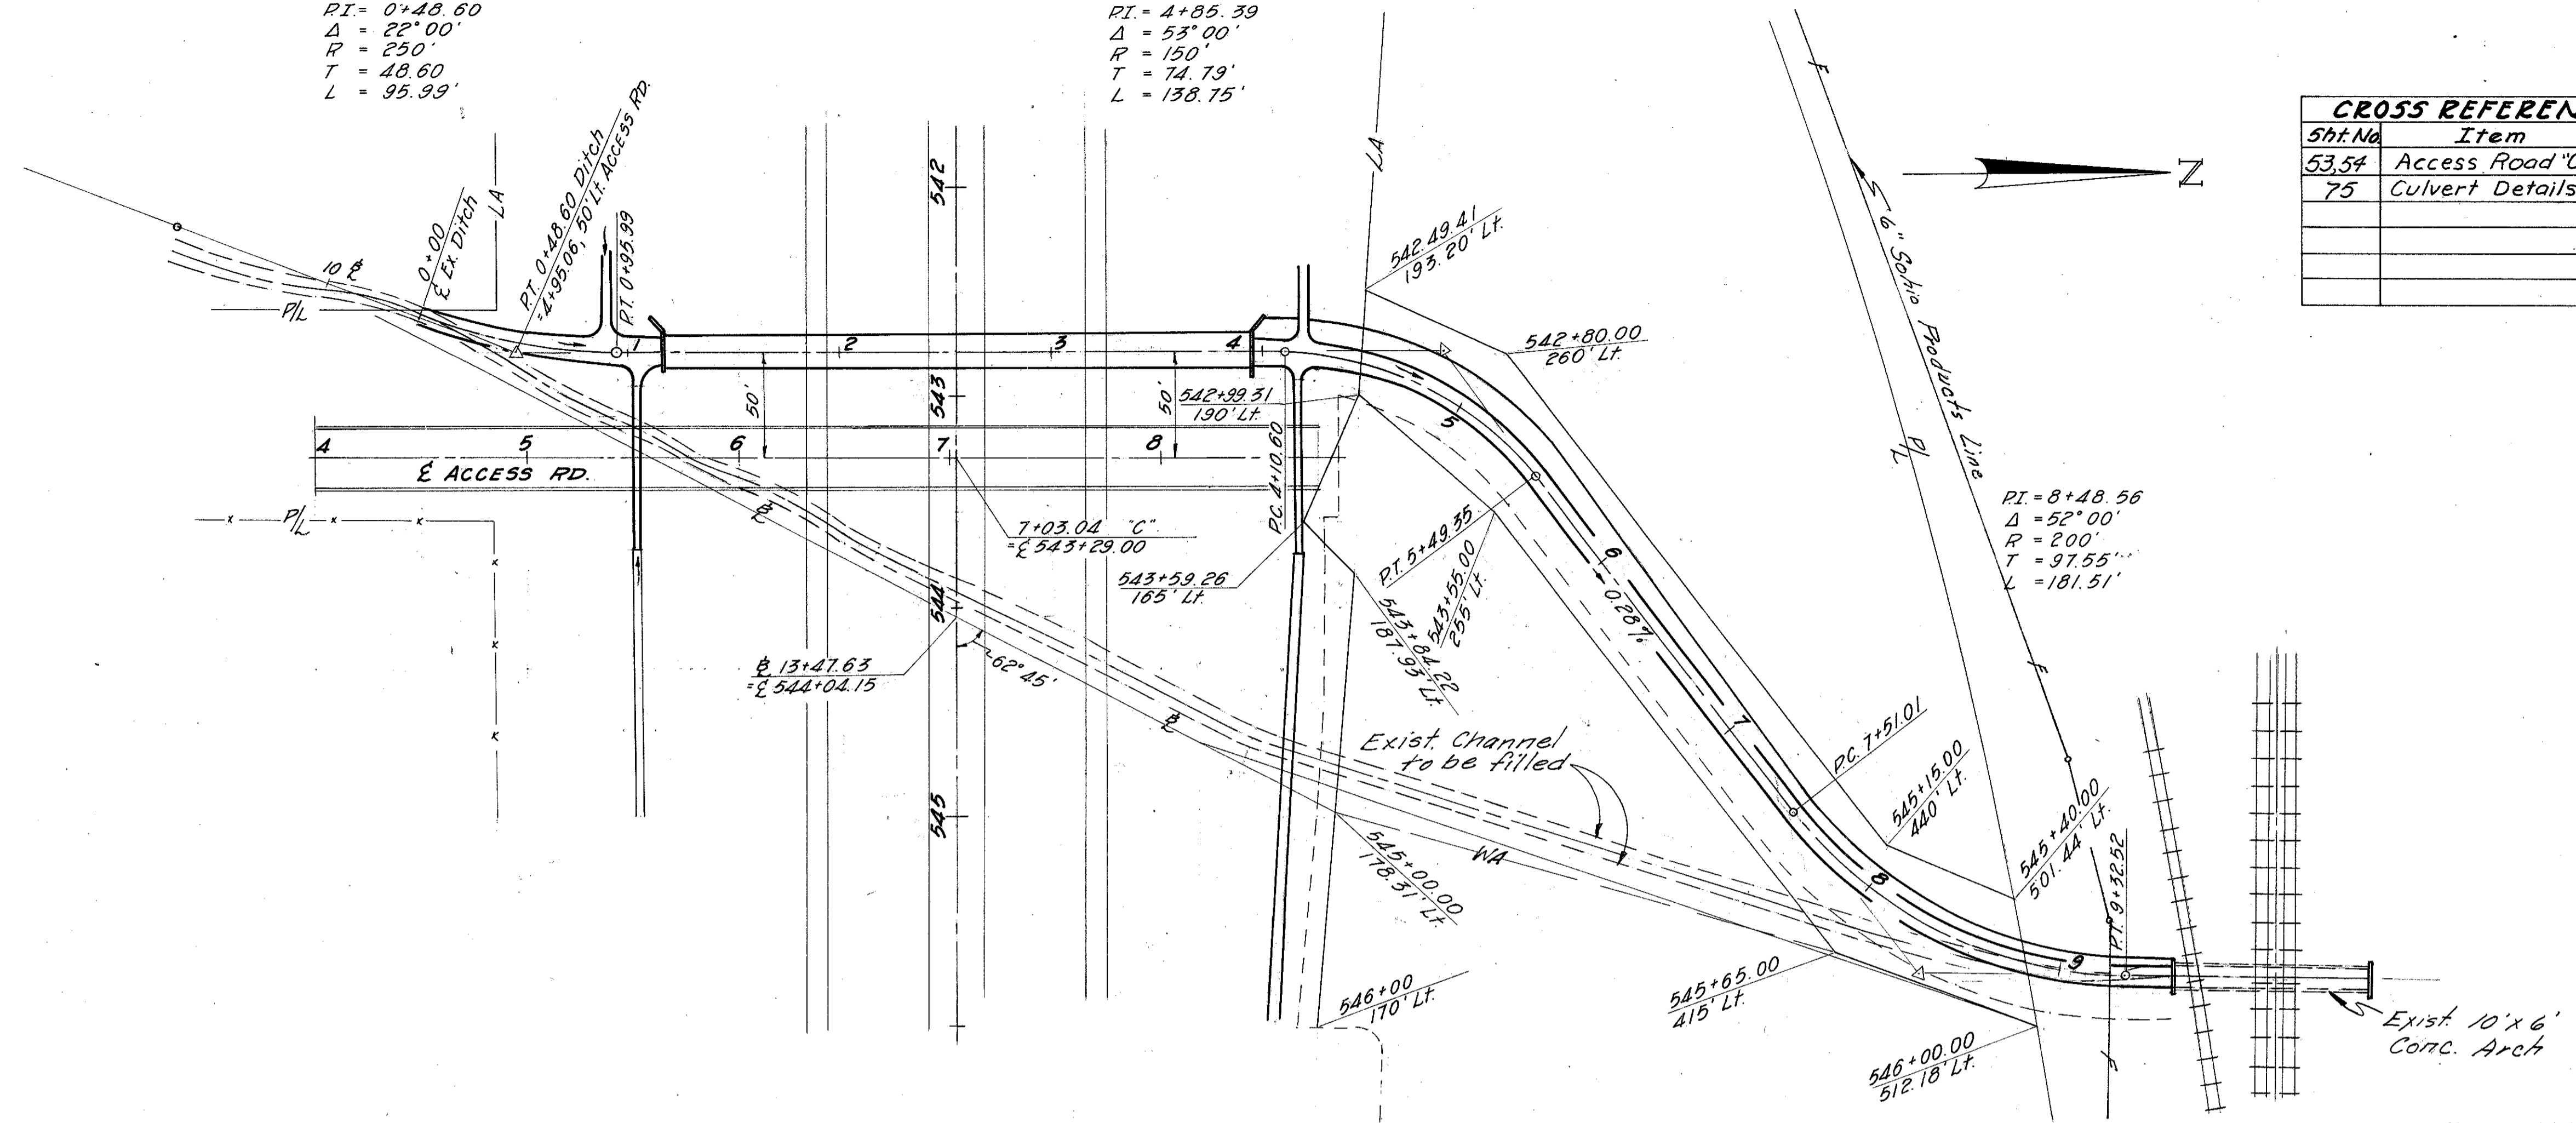 P.I. = 0+48.60
Δ = 22°00'
R = 250'
T = 48.60
L = 95.99'
P.I. = 4+85.39
Δ = 53°00'
R = 150'
T = 74.79'
L = 138.75'
CROSS REFEREN
Sht. No. Item
53,54 Access Road "C
75 Culvert Details
LA
LA
N
6" Sohio Products Line
0+00
℄ Ex. Ditch
P.T. 0+48.60 Ditch
=4+95.06, 50' Lt. ACCESS RD.
P.T. 0+95.99
542
542.49.41
193.20' Lt.
10 ⅊
P/L
1
2
3
4
542+80.00
260' Lt.
50'
543
50'
542+99.31
190' Lt.
5
P.C. 4+10.60
4
5
6
7
8
℄ ACCESS RD.
P/L
P/L
P.I. = 8+48.56
Δ = 52°00'
R = 200'
T = 97.55'
L = 181.51'
7+03.04 "C"
=℄ 543+29.00
P.T. 5+49.35
543+55.00
255' Lt.
6
0.28%
543+59.26
165' Lt.
543+84.22
187.93' Lt.
544
62°45'
⅊ 13+47.63
=℄ 544+04.15
Exist. Channel
to be filled
7
P.C. 7+51.01
545+15.00
440' Lt.
545+40.00
501.44' Lt.
545
545+00.00
178.31' Lt.
WA
8
P.T. 9+32.52
9
546+00
170' Lt.
545+65.00
415' Lt.
546+00.00
512.18' Lt.
Exist. 10'x6'
Conc. Arch